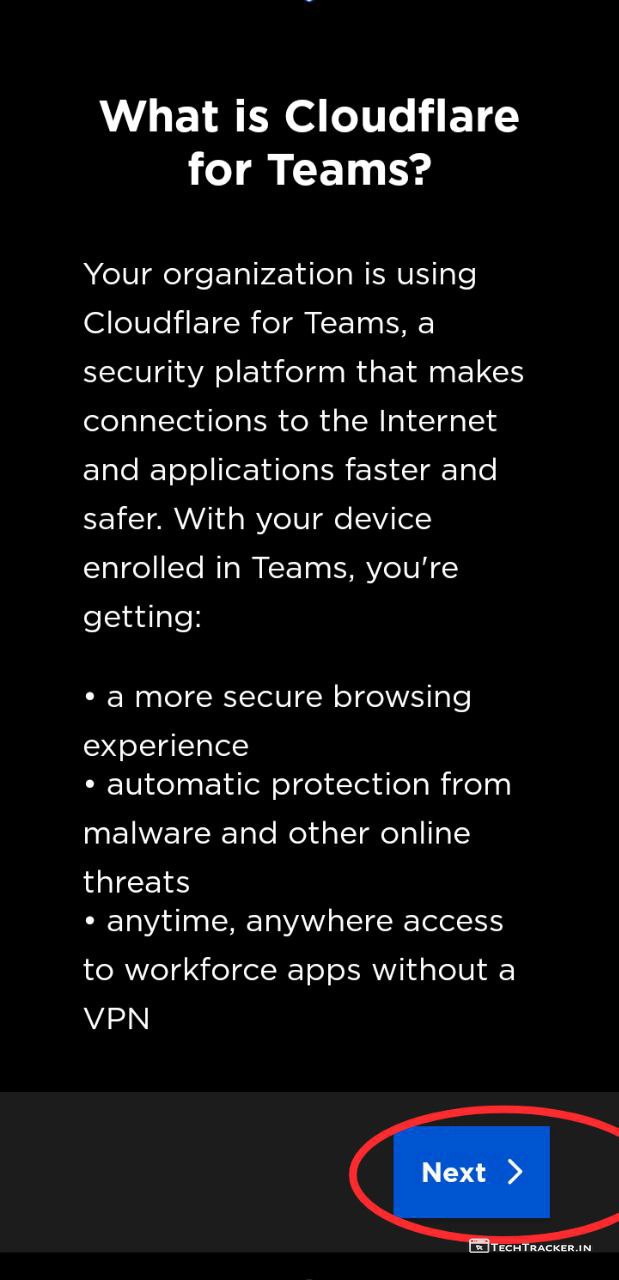 What is Cloudflare
for Teams?
Your organization is using
Cloudflare for Teams, a
security platform that makes
connections to the Internet
and applications faster and
safer. With your device
enrolled in Teams, you're
getting:
• a more secure browsing
experience
• automatic protection from
malware and other online
threats
• anytime, anywhere access
to workforce apps without a
VPN
Next
TECHTRACKER.IN